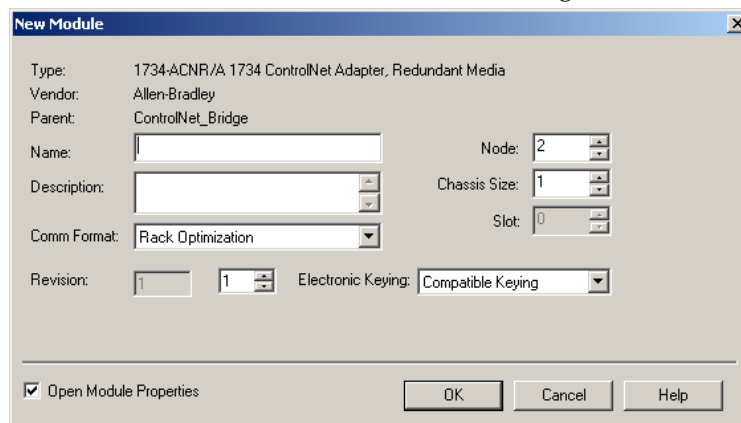 New Module
Type: 1734-ACNR/A 1734 ControlNet Adapter, Redundant Media
Vendor: Allen-Bradley
Parent: ControlNet_Bridge
Name: Node: 2
Description: Chassis Size: 1
Slot: 0
Comm Format: Rack Optimization
Revision: 1 1 Electronic Keying: Compatible Keying
Open Module Properties OK Cancel Help